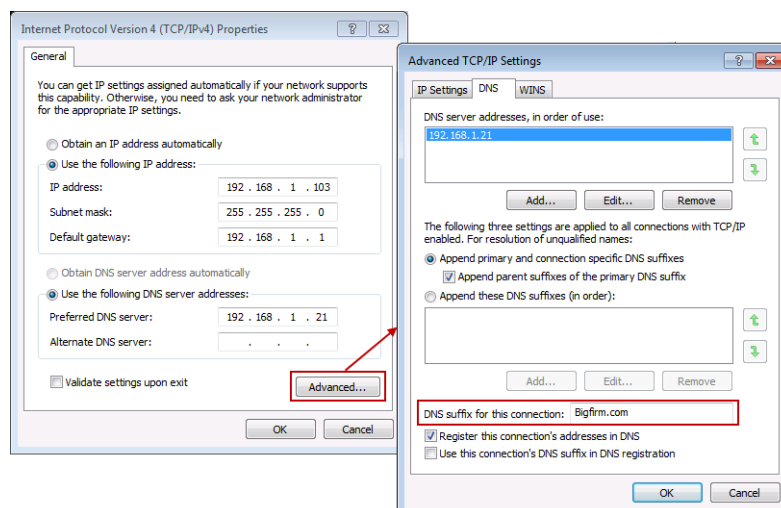 Internet Protocol Version 4 (TCP/IPv4) Properties
General
You can get IP settings assigned automatically if your network supports
this capability. Otherwise, you need to ask your network administrator
for the appropriate IP settings.
Obtain an IP address automatically
Use the following IP address:
IP address: 192 . 168 . 1 . 103
Subnet mask: 255 . 255 . 255 . 0
Default gateway: 192 . 168 . 1 . 1
Obtain DNS server address automatically
Use the following DNS server addresses:
Preferred DNS server: 192 . 168 . 1 . 21
Alternate DNS server: . . .
Validate settings upon exit
Advanced...
OK Cancel
Advanced TCP/IP Settings
IP Settings DNS WINS
DNS server addresses, in order of use:
192.168.1.21
Add... Edit... Remove
The following three settings are applied to all connections with TCP/IP
enabled. For resolution of unqualified names:
Append primary and connection specific DNS suffixes
Append parent suffixes of the primary DNS suffix
Append these DNS suffixes (in order):
Add... Edit... Remove
DNS suffix for this connection: Bigfirm.com
Register this connection's addresses in DNS
Use this connection's DNS suffix in DNS registration
OK Cancel